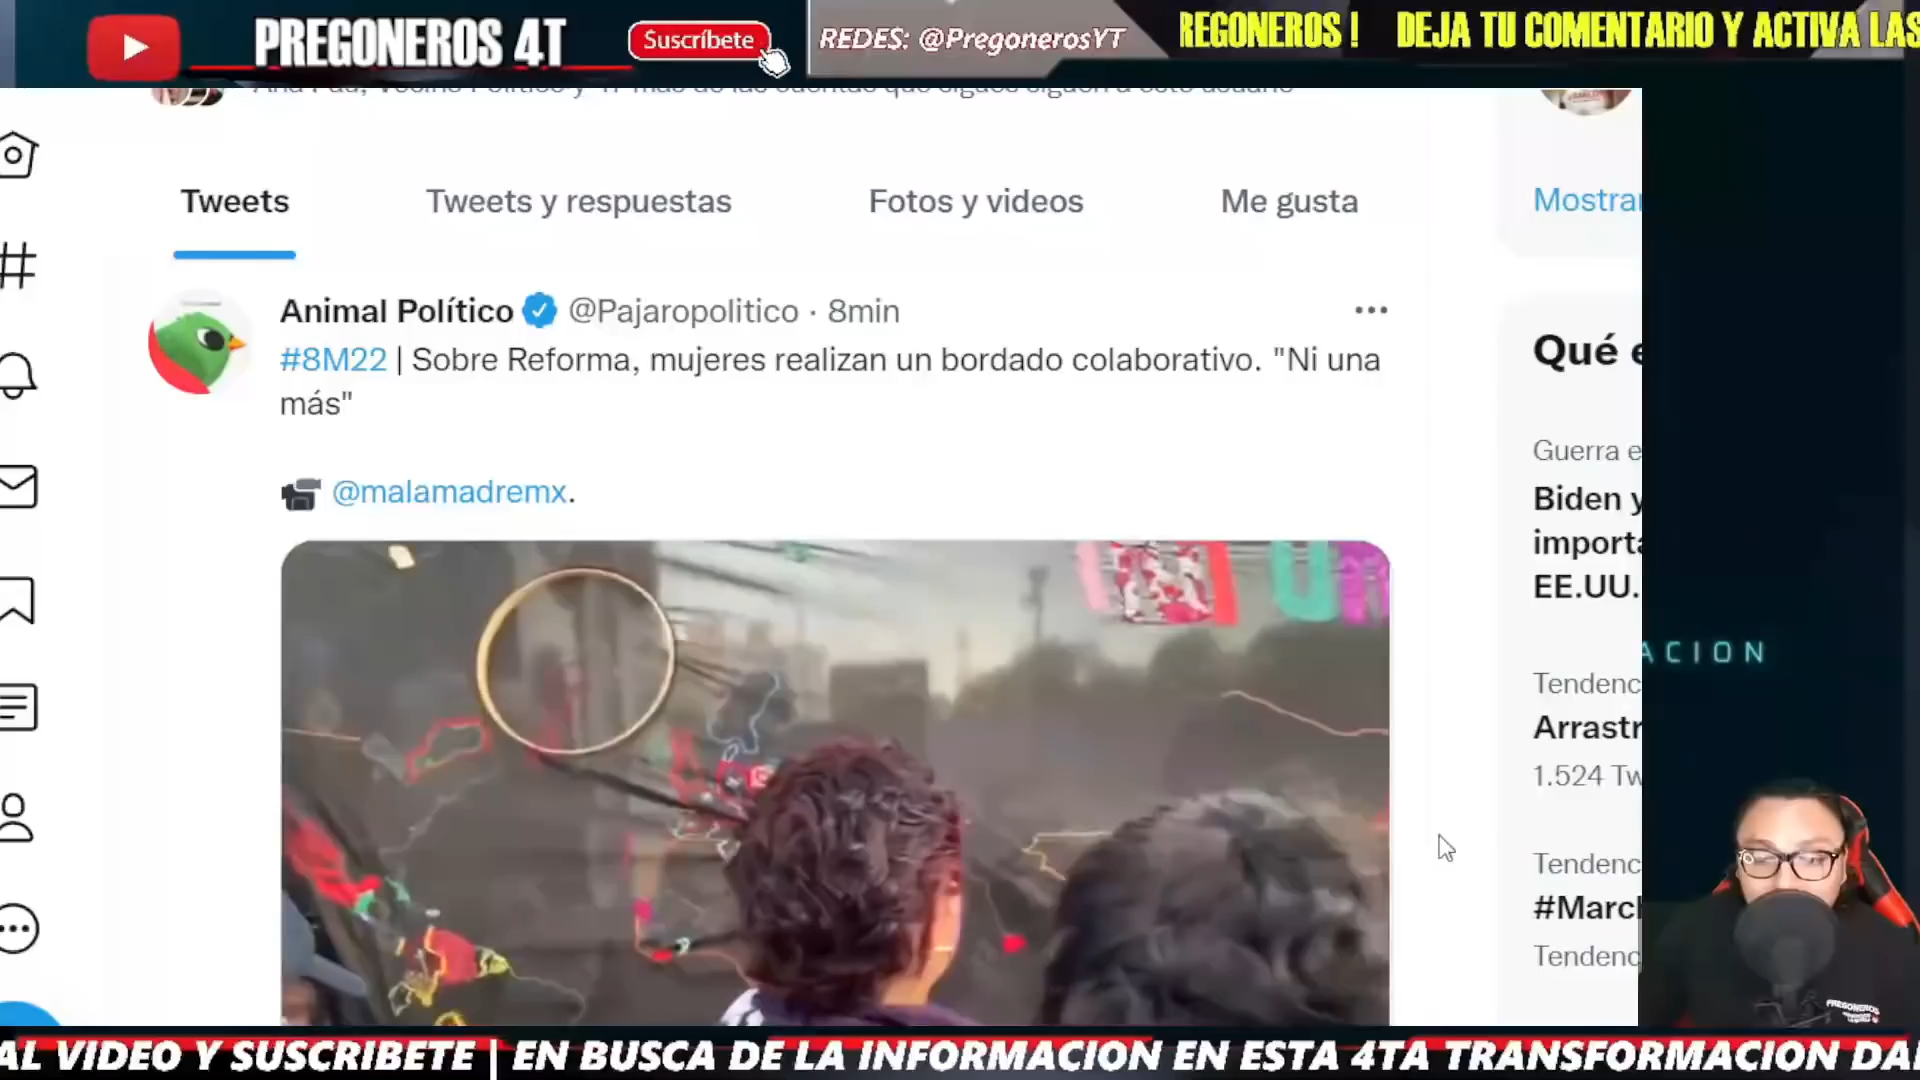 PREGONEROS 4T
Suscríbete
REDES: @PregonerosYT
REGONEROS ! DEJA TU COMENTARIO Y ACTIVA LAS
Tweets
Tweets y respuestas
Fotos y videos
Me gusta
Mostrar
Animal Político @Pajaropolitico · 8min
#8M22 | Sobre Reforma, mujeres realizan un bordado colaborativo. "Ni una
más"
@malamadremx.
Qué e
Guerra e
Biden y
importa
EE.UU.
Tendenc
Arrastr
1.524 Tw
Tendenc
#March
Tendenc
ACION
PREGONEROS
AL VIDEO Y SUSCRIBETE | EN BUSCA DE LA INFORMACION EN ESTA 4TA TRANSFORMACION DA